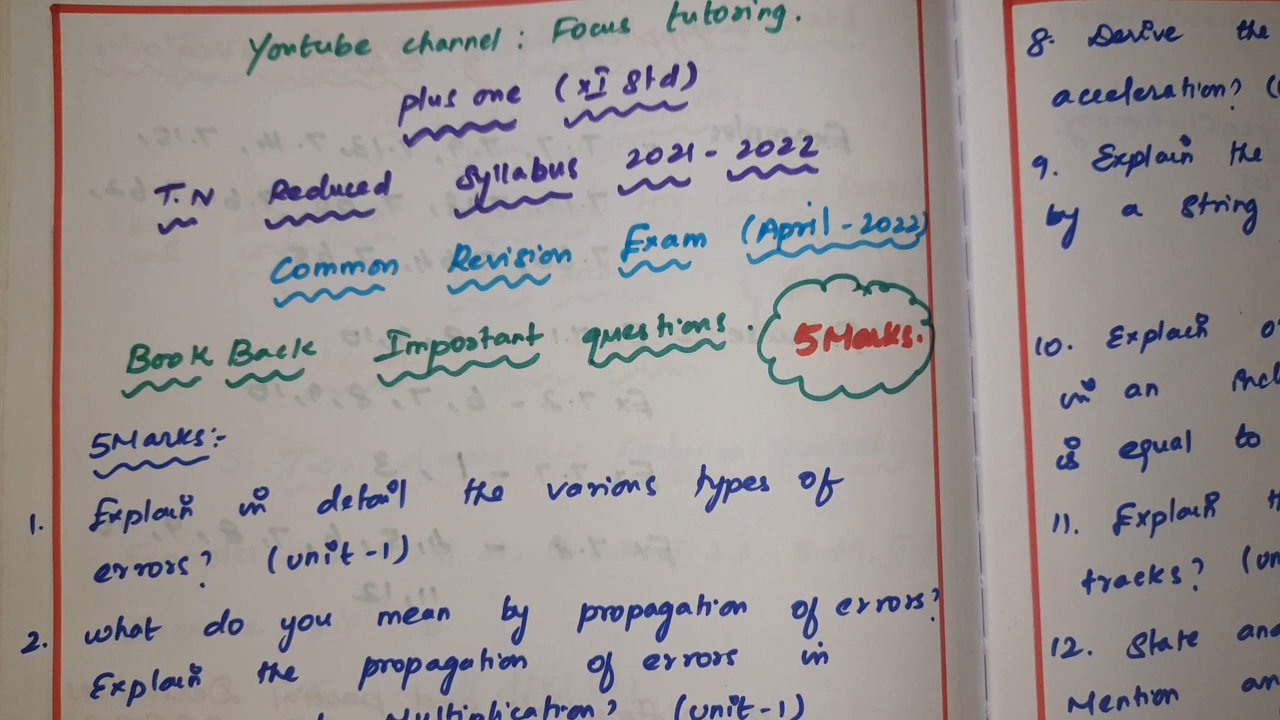 Youtube channel : Focus tutoring.
plus one (XI Std)
T.N Reduced Syllabus 2021 - 2022
Common Revision Exam (April - 2022)
Book Back Important questions.
5 Marks.
5 Marks:-
1. Explain in detail the various types of
errors? (unit -1)
2. what do you mean by propagation of errors?
Explain the propagation of errors in
Multiplication? (unit -1)
8. Derive the
acceleration? (
9. Explain the
by a string
10. Explain
in an
is equal to
11. Explain
tracks? (un
12. State and
Mention an